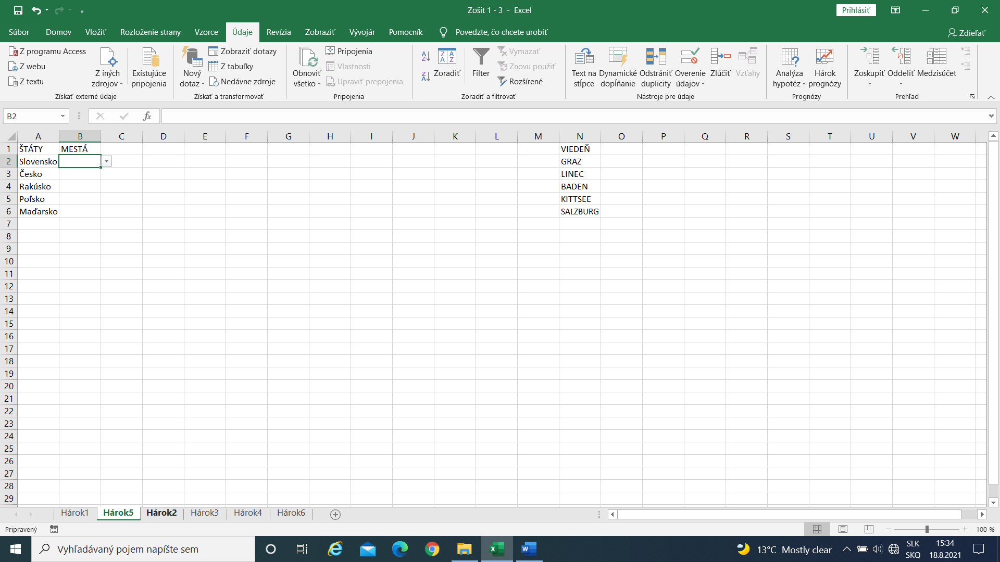 Zošit 1 - 3 - Excel
Prihlásiť
Súbor Domov Vložiť Rozloženie strany Vzorce Údaje Revízia Zobraziť Vývojár Pomocník Povedzte, čo chcete urobiť Zdieľať
Z programu Access
Z webu
Z textu
Z iných zdrojov
Existujúce pripojenia
Získať externé údaje
Nový dotaz
Zobraziť dotazy
Z tabuľky
Nedávne zdroje
Získať a transformovať
Obnoviť všetko
Pripojenia
Vlastnosti
Upraviť prepojenia
Pripojenia
Zoradiť
Filter
Vymazať
Znovu použiť
Rozšírené
Zoradiť a filtrovať
Text na stĺpce
Dynamické dopĺňanie
Odstrániť duplicity
Overenie údajov
Zlúčiť
Vzťahy
Nástroje pre údaje
Analýza hypotéz
Hárok prognózy
Prognózy
Zoskupiť
Oddeliť
Medzisúčet
Prehľad
B2
fx
A B C D E F G H I J K L M N O P Q R S T U V W
1 ŠTÁTY MESTÁ VIEDEŇ
2 Slovensko GRAZ
3 Česko LINEC
4 Rakúsko BADEN
5 Poľsko KITTSEE
6 Maďarsko SALZBURG
7
8
9
10
11
12
13
14
15
16
17
18
19
20
21
22
23
24
25
26
27
28
29
Hárok1 Hárok5 Hárok2 Hárok3 Hárok4 Hárok6
Pripravený
100 %
Vyhľadávaný pojem napíšte sem
13°C Mostly clear
SLK
SKQ
15:34
18.8.2021